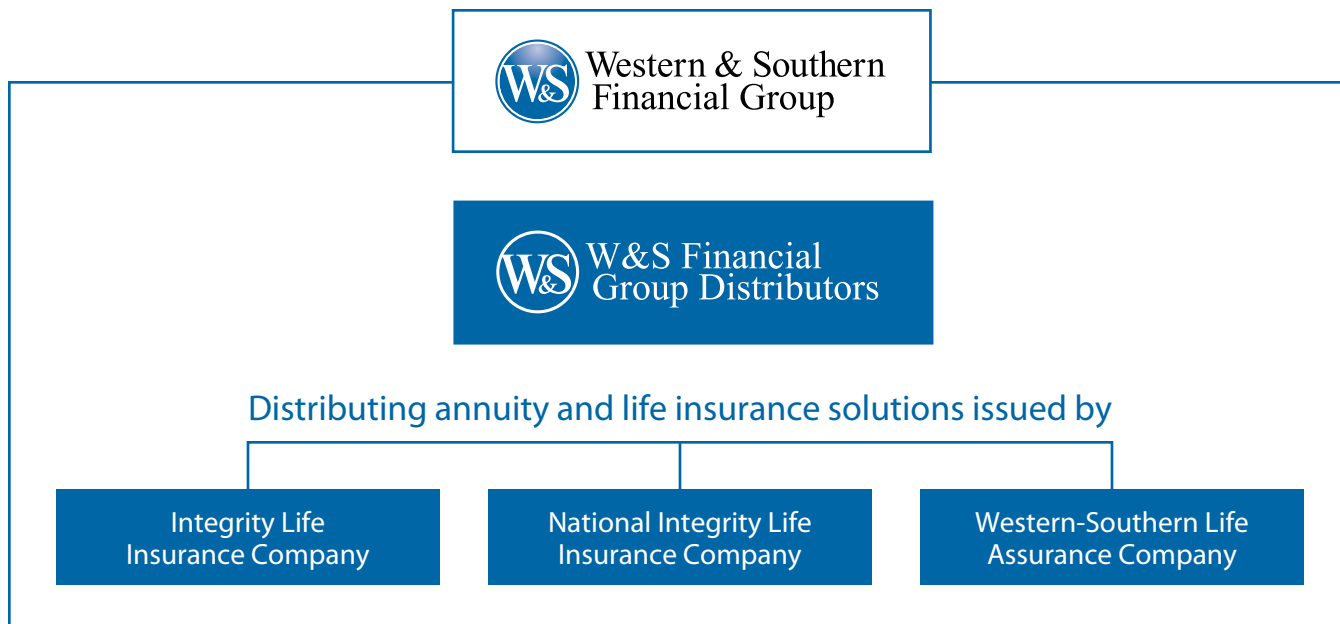 W&S
Western & Southern
Financial Group
W&S
W&S Financial
Group Distributors
Distributing annuity and life insurance solutions issued by
Integrity Life
Insurance Company
National Integrity Life
Insurance Company
Western-Southern Life
Assurance Company